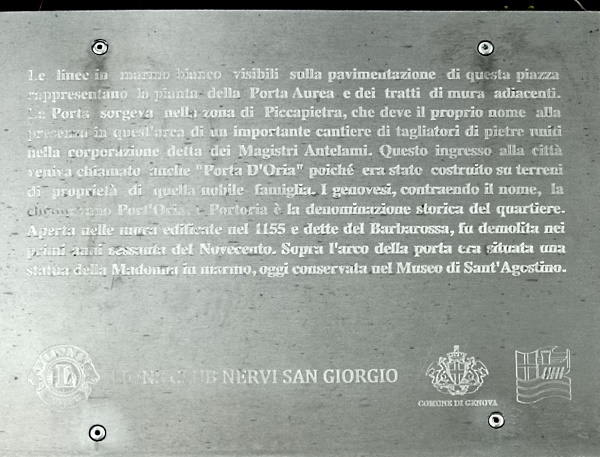 Le linee in marmo bianco visibili sulla pavimentazione di questa piazza
rappresentano la pianta della Porta Aurea e dei tratti di mura adiacenti.
La Porta sorgeva nella zona di Piccapietra, che deve il proprio nome alla
presenza in quest'area di un importante cantiere di tagliatori di pietre uniti
nella corporazione detta dei Magistri Antelami. Questo ingresso alla città
veniva chiamato anche "Porta D'Oria" poiché era stato costruito su terreni
di proprietà di quella nobile famiglia. I genovesi, contraendo il nome, la
chiamavano Port'Oria, e Portoria è la denominazione storica del quartiere.
Aperta nelle mura edificate nel 1155 e dette del Barbarossa, fu demolita nei
primi anni sessanta del Novecento. Sopra l'arco della porta era situata una
statua della Madonna in marmo, oggi conservata nel Museo di Sant'Agostino.
LIONS CLUB NERVI SAN GIORGIO
COMUNE DI GENOVA